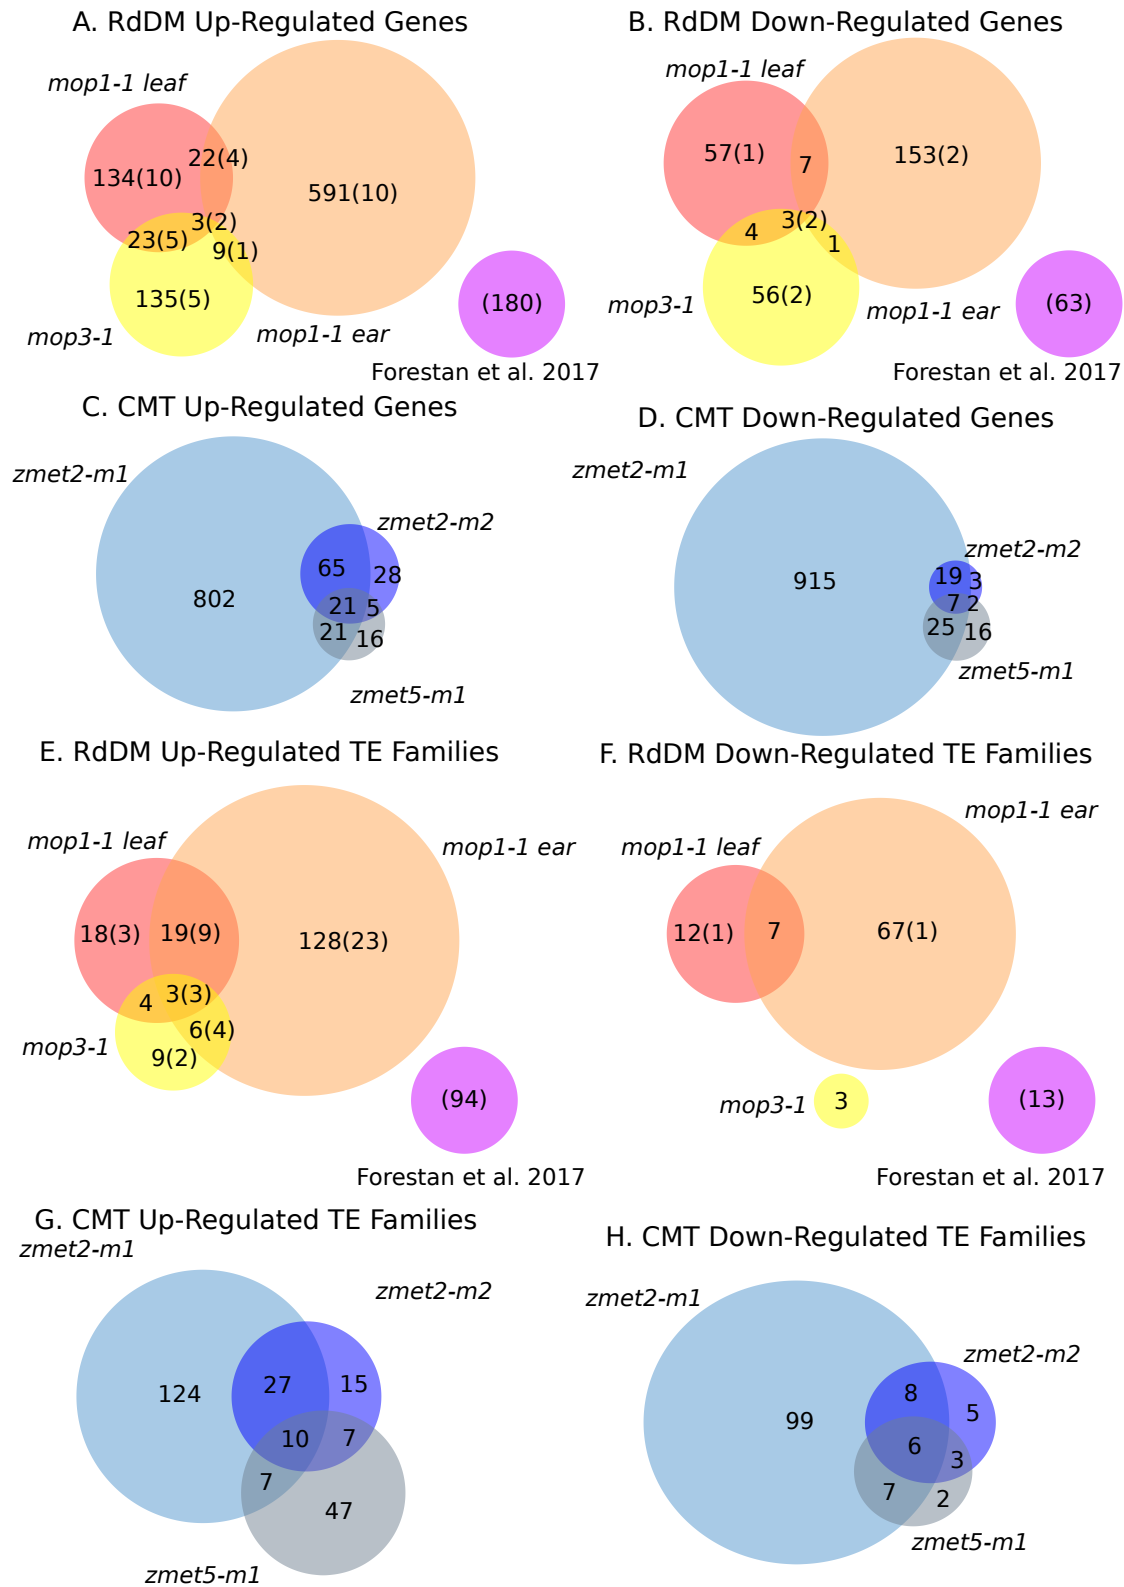 A. RdDM Up-Regulated Genes
mop1-1 leaf
22(4)
134(10)
591(10)
3(2)
23(5)
9(1)
135(5)
(180)
mop3-1
mop1-1 ear
Forestan et al. 2017
B. RdDM Down-Regulated Genes
mop1-1 leaf
57(1)
7
153(2)
3(2)
4
1
56(2)
mop3-1
mop1-1 ear
(63)
Forestan et al. 2017
C. CMT Up-Regulated Genes
zmet2-m1
zmet2-m2
65
28
802
21
5
21
16
zmet5-m1
D. CMT Down-Regulated Genes
zmet2-m1
zmet2-m2
915
19
3
7
2
25
16
zmet5-m1
E. RdDM Up-Regulated TE Families
mop1-1 leaf
mop1-1 ear
18(3)
19(9)
128(23)
4
3(3)
6(4)
mop3-1
9(2)
(94)
Forestan et al. 2017
F. RdDM Down-Regulated TE Families
mop1-1 ear
mop1-1 leaf
12(1)
7
67(1)
mop3-1
3
(13)
Forestan et al. 2017
G. CMT Up-Regulated TE Families
zmet2-m1
zmet2-m2
124
27
15
10
7
7
47
zmet5-m1
H. CMT Down-Regulated TE Families
zmet2-m1
zmet2-m2
8
5
99
6
3
7
2
zmet5-m1